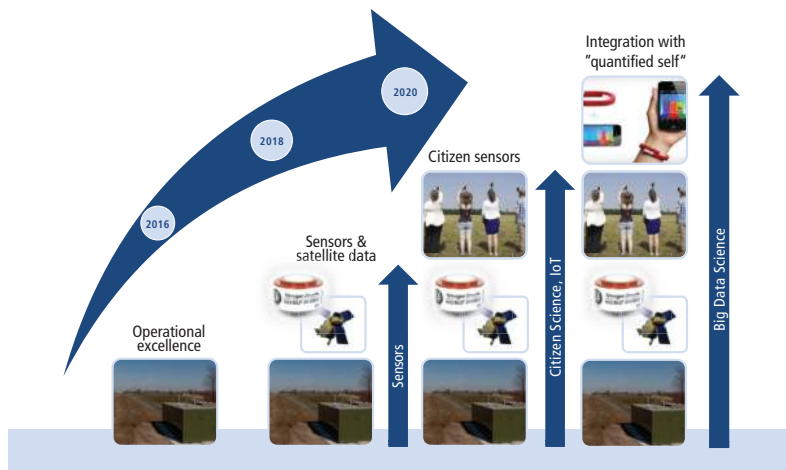 Integration with
"quantified self"
2020
2018
Citizen sensors
2016
Sensors &
satellite data
Operational
excellence
Sensors
Citizen Science, IoT
Big Data Science